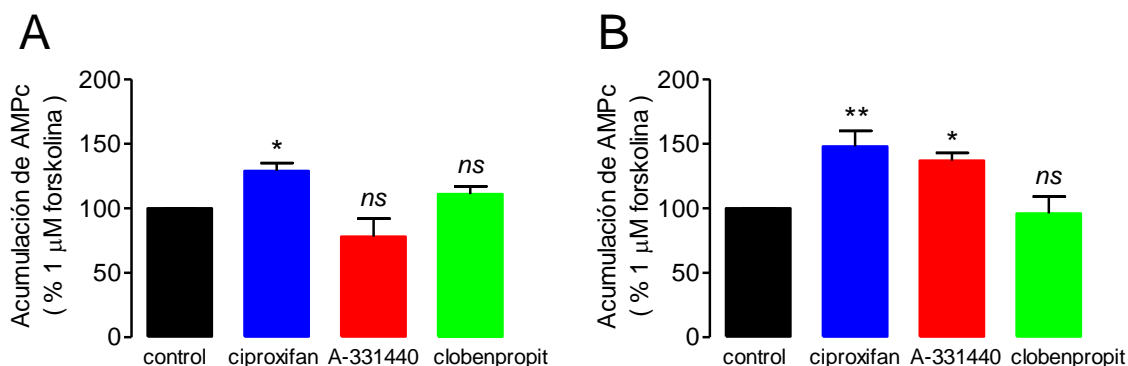 A
Acumulación de AMPc
( % 1 μM forskolina )
200
150
100
50
0
*
ns
ns
control
ciproxifan
A-331440
clobenpropit
B
Acumulación de AMPc
( % 1 μM forskolina )
200
150
100
50
0
**
*
ns
control
ciproxifan
A-331440
clobenpropit